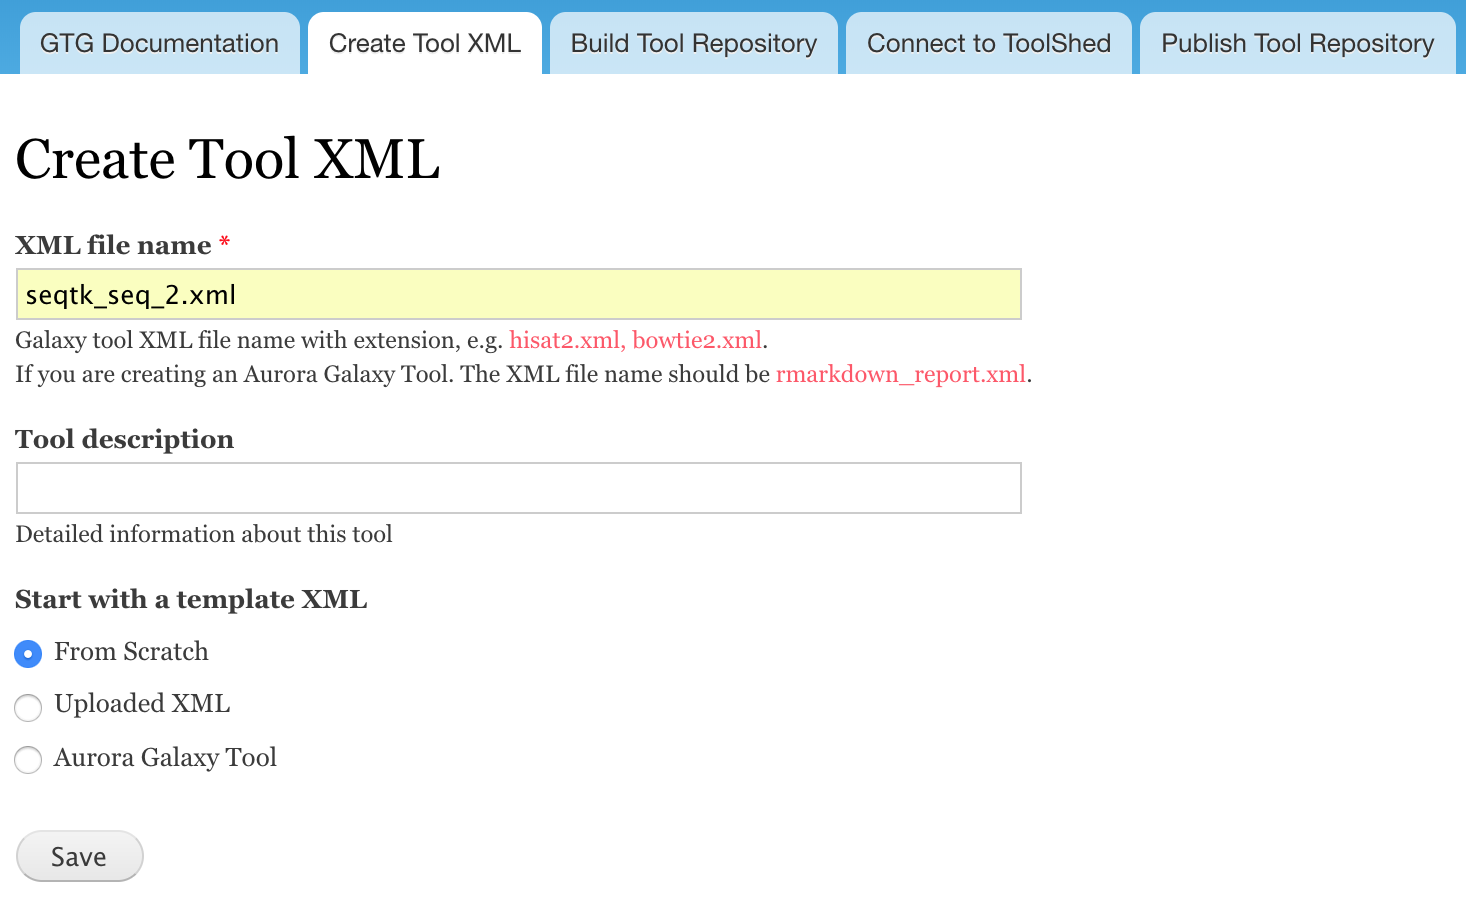 GTG Documentation
Create Tool XML
Build Tool Repository
Connect to ToolShed
Publish Tool Repository
Create Tool XML
XML file name *
seqtk_seq_2.xml
Galaxy tool XML file name with extension, e.g. hisat2.xml, bowtie2.xml.
If you are creating an Aurora Galaxy Tool. The XML file name should be rmarkdown_report.xml.
Tool description
Detailed information about this tool
Start with a template XML
From Scratch
Uploaded XML
Aurora Galaxy Tool
Save